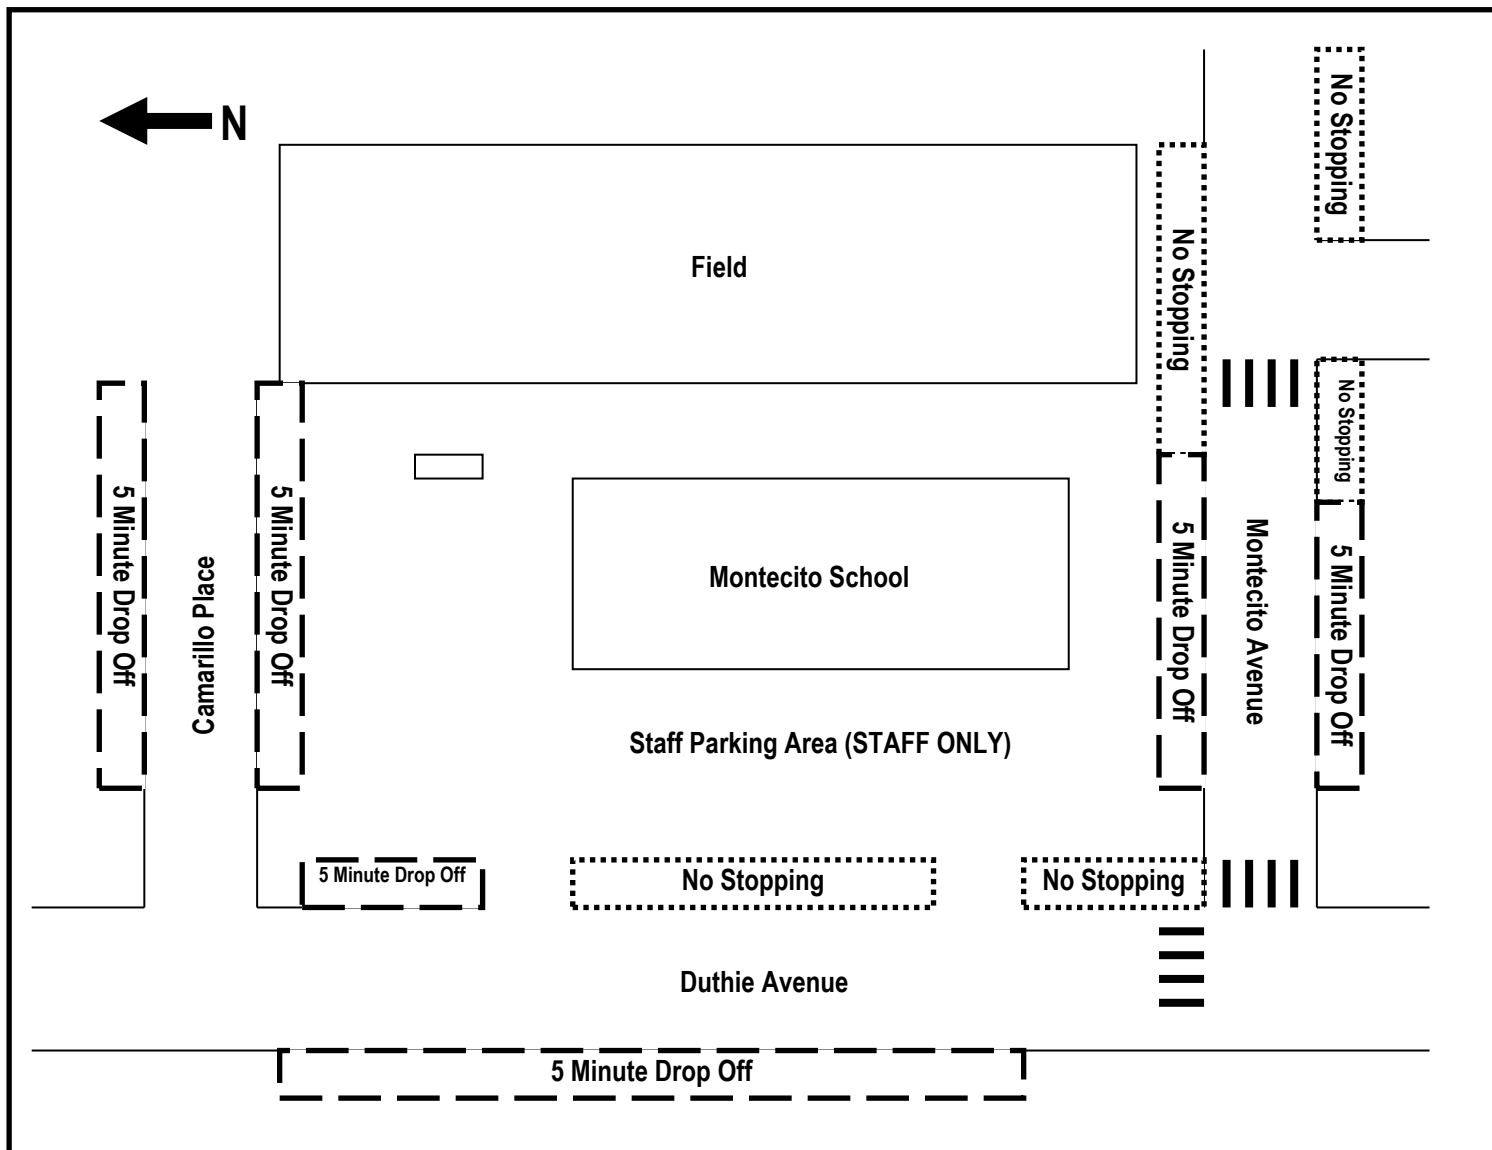 No Stopping
N
Field
No Stopping
No Stopping
5 Minute Drop Off
5 Minute Drop Off
Camarillo Place
Montecito School
5 Minute Drop Off
Montecito Avenue
5 Minute Drop Off
Staff Parking Area (STAFF ONLY)
5 Minute Drop Off
No Stopping
No Stopping
Duthie Avenue
5 Minute Drop Off